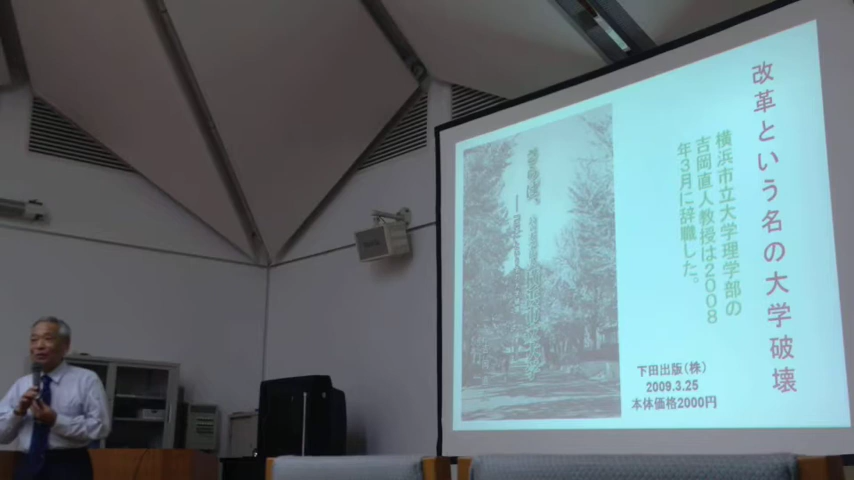 改革という名の大学破壊
横浜市立大学理学部の
吉岡直人教授は2008
年3月に辞職した。
下田出版(株)
2009.3.25
本体価格2000円